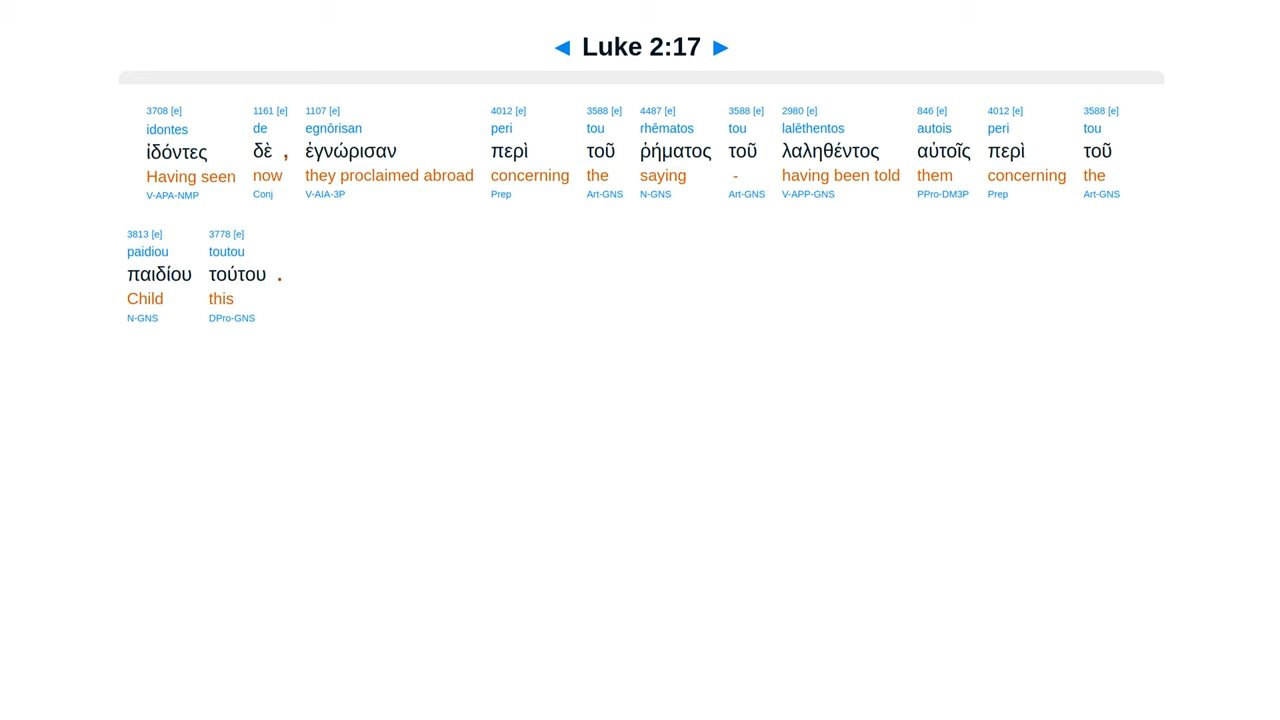 ◄ Luke 2:17 ►
3708 [e] 1161 [e] 1107 [e] 4012 [e] 3588 [e] 4487 [e] 3588 [e] 2980 [e] 846 [e] 4012 [e] 3588 [e]
idontes de egnōrisan peri tou rhēmatos tou lalēthentos autois peri tou
ἰδόντες δὲ , ἐγνώρισαν περὶ τοῦ ῥήματος τοῦ λαληθέντος αὐτοῖς περὶ τοῦ
Having seen now they proclaimed abroad concerning the saying - having been told them concerning the
V-APA-NMP Conj V-AIA-3P Prep Art-GNS N-GNS Art-GNS V-APP-GNS PPro-DM3P Prep Art-GNS
3813 [e] 3778 [e]
paidiou toutou
παιδίου τούτου .
Child this
N-GNS DPro-GNS